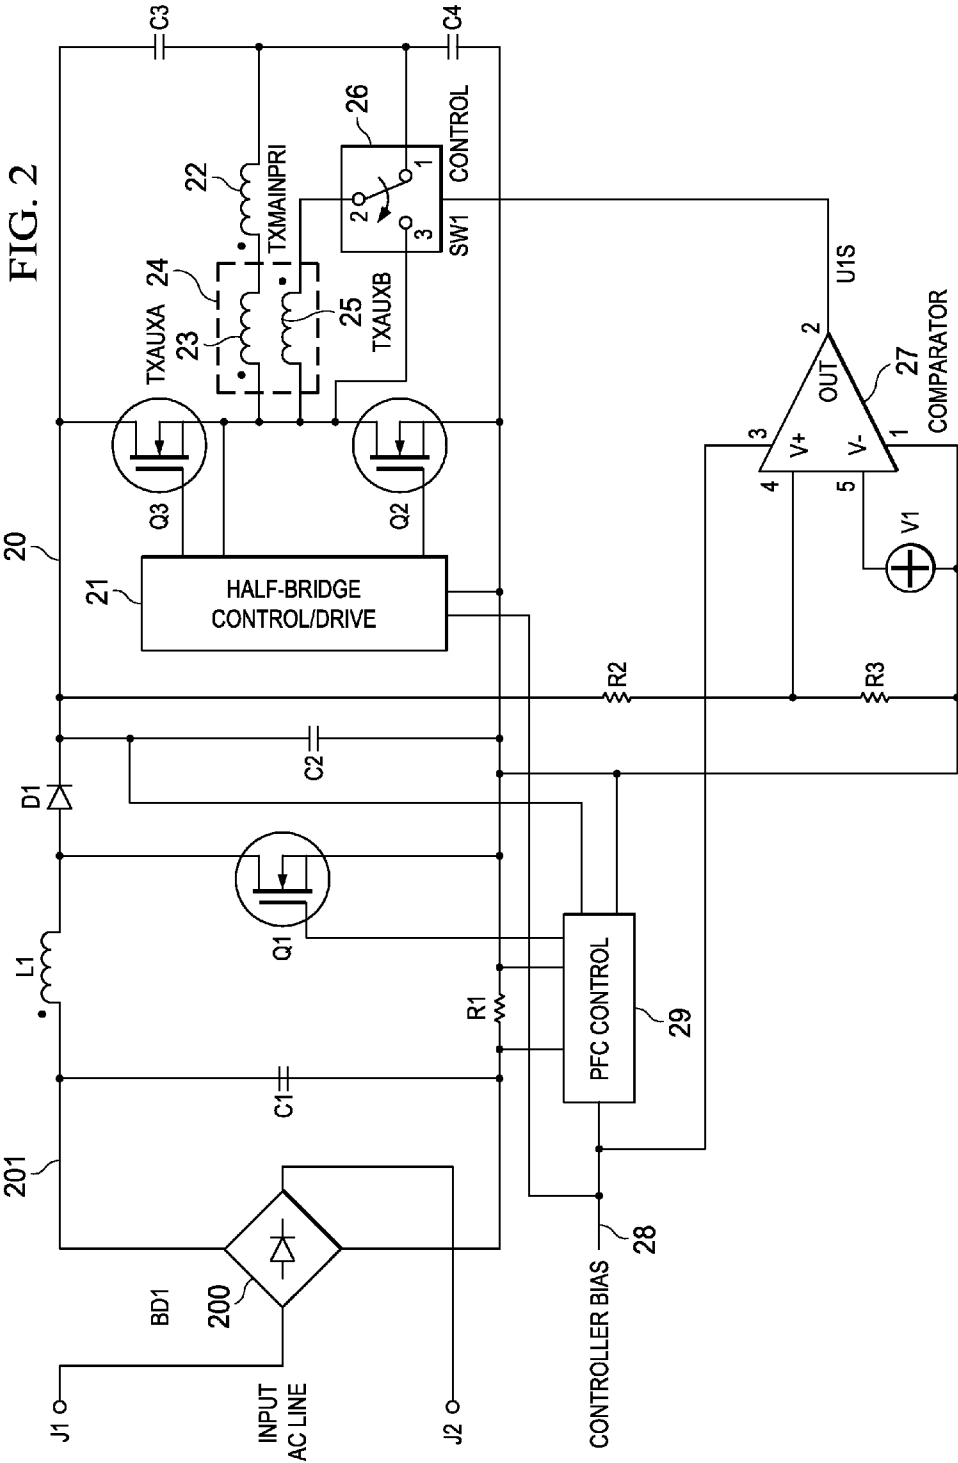 FIG. 2
J1
INPUT
AC LINE
J2
BD1
200
201
C1
L1
D1
Q1
R1
C2
20
21
HALF-BRIDGE
CONTROL/DRIVE
Q3
Q2
TXAUXA
23
24
22
TXMAINPRI
25
TXAUXB
C3
C4
26
1
2
3
SW1
CONTROL
CONTROLLER BIAS
28
PFC CONTROL
29
R2
R3
V1
3
4
V+
5
V-
1
OUT
2
U1S
27
COMPARATOR